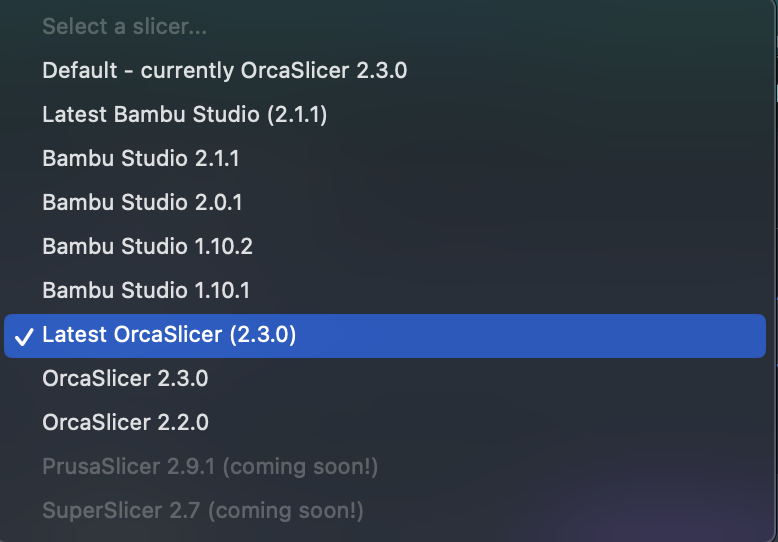 Select a slicer...
Default - currently OrcaSlicer 2.3.0
Latest Bambu Studio (2.1.1)
Bambu Studio 2.1.1
Bambu Studio 2.0.1
Bambu Studio 1.10.2
Bambu Studio 1.10.1
✓ Latest OrcaSlicer (2.3.0)
OrcaSlicer 2.3.0
OrcaSlicer 2.2.0
PrusaSlicer 2.9.1 (coming soon!)
SuperSlicer 2.7 (coming soon!)